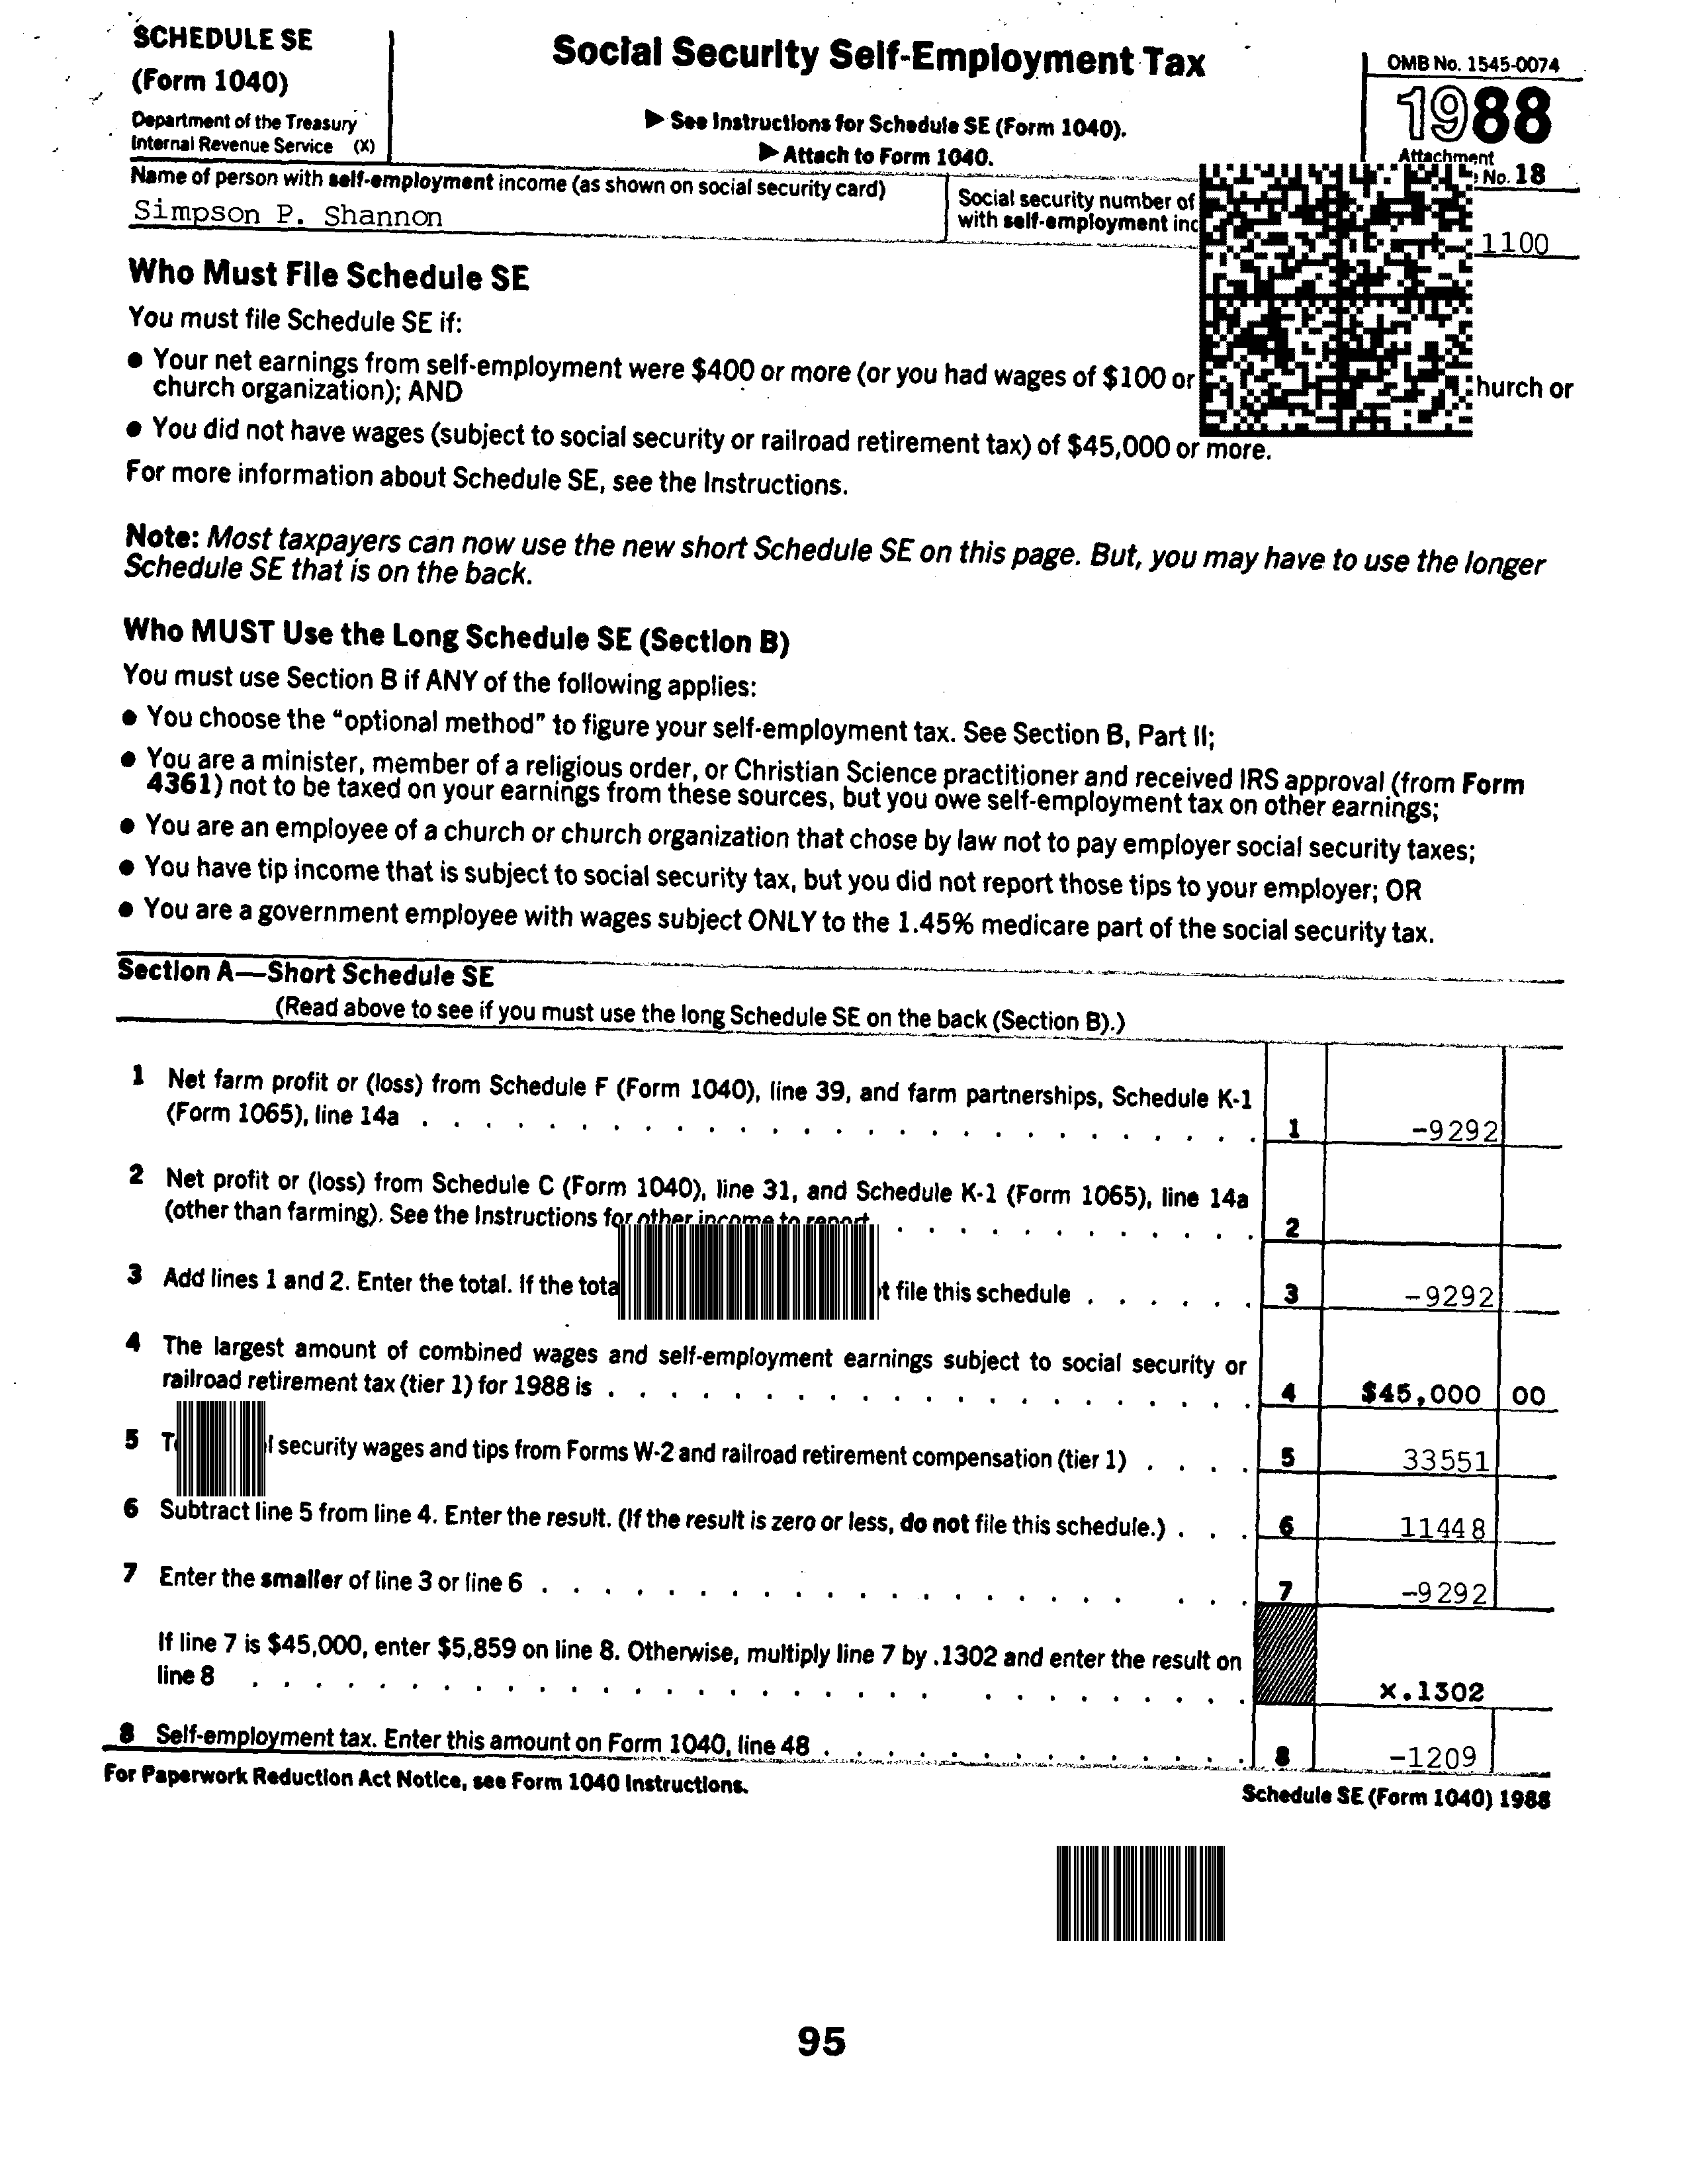 SCHEDULE SE
(Form 1040)
Department of the Treasury
Internal Revenue Service (X)
Social Security Self-Employment Tax
▶ See Instructions for Schedule SE (Form 1040).
▶ Attach to Form 1040.
OMB No. 1545-0074
1988
Attachment
No. 18
Name of person with self-employment income (as shown on social security card)
Simpson P. Shannon
Social security number of
with self-employment inc
1100
Who Must File Schedule SE
You must file Schedule SE if:
● Your net earnings from self-employment were $400 or more (or you had wages of $100 or hurch or
church organization); AND
● You did not have wages (subject to social security or railroad retirement tax) of $45,000 or more.
For more information about Schedule SE, see the Instructions.
Note: Most taxpayers can now use the new short Schedule SE on this page. But, you may have to use the longer
Schedule SE that is on the back.
Who MUST Use the Long Schedule SE (Section B)
You must use Section B if ANY of the following applies:
● You choose the "optional method" to figure your self-employment tax. See Section B, Part II;
● You are a minister, member of a religious order, or Christian Science practitioner and received IRS approval (from Form
4361) not to be taxed on your earnings from these sources, but you owe self-employment tax on other earnings;
● You are an employee of a church or church organization that chose by law not to pay employer social security taxes;
● You have tip income that is subject to social security tax, but you did not report those tips to your employer; OR
● You are a government employee with wages subject ONLY to the 1.45% medicare part of the social security tax.
Section A—Short Schedule SE
(Read above to see if you must use the long Schedule SE on the back (Section B).)
1 Net farm profit or (loss) from Schedule F (Form 1040), line 39, and farm partnerships, Schedule K-1
(Form 1065), line 14a . . . . . 1 -9292
2 Net profit or (loss) from Schedule C (Form 1040), line 31, and Schedule K-1 (Form 1065), line 14a
(other than farming). See the Instructions for other income to report . . . . . 2
3 Add lines 1 and 2. Enter the total. If the tota t file this schedule . . . . . 3 -9292
4 The largest amount of combined wages and self-employment earnings subject to social security or
railroad retirement tax (tier 1) for 1988 is . . . . . 4 $45,000 00
5 security wages and tips from Forms W-2 and railroad retirement compensation (tier 1) . . . . 5 33551
6 Subtract line 5 from line 4. Enter the result. (If the result is zero or less, do not file this schedule.) . . . 6 11448
7 Enter the smaller of line 3 or line 6 . . . . . 7 -9292
If line 7 is $45,000, enter $5,859 on line 8. Otherwise, multiply line 7 by .1302 and enter the result on
line 8 . . . . . x.1302
8 Self-employment tax. Enter this amount on Form 1040, line 48 . . . . . 8 -1209
For Paperwork Reduction Act Notice, see Form 1040 Instructions.
Schedule SE (Form 1040) 1988
95